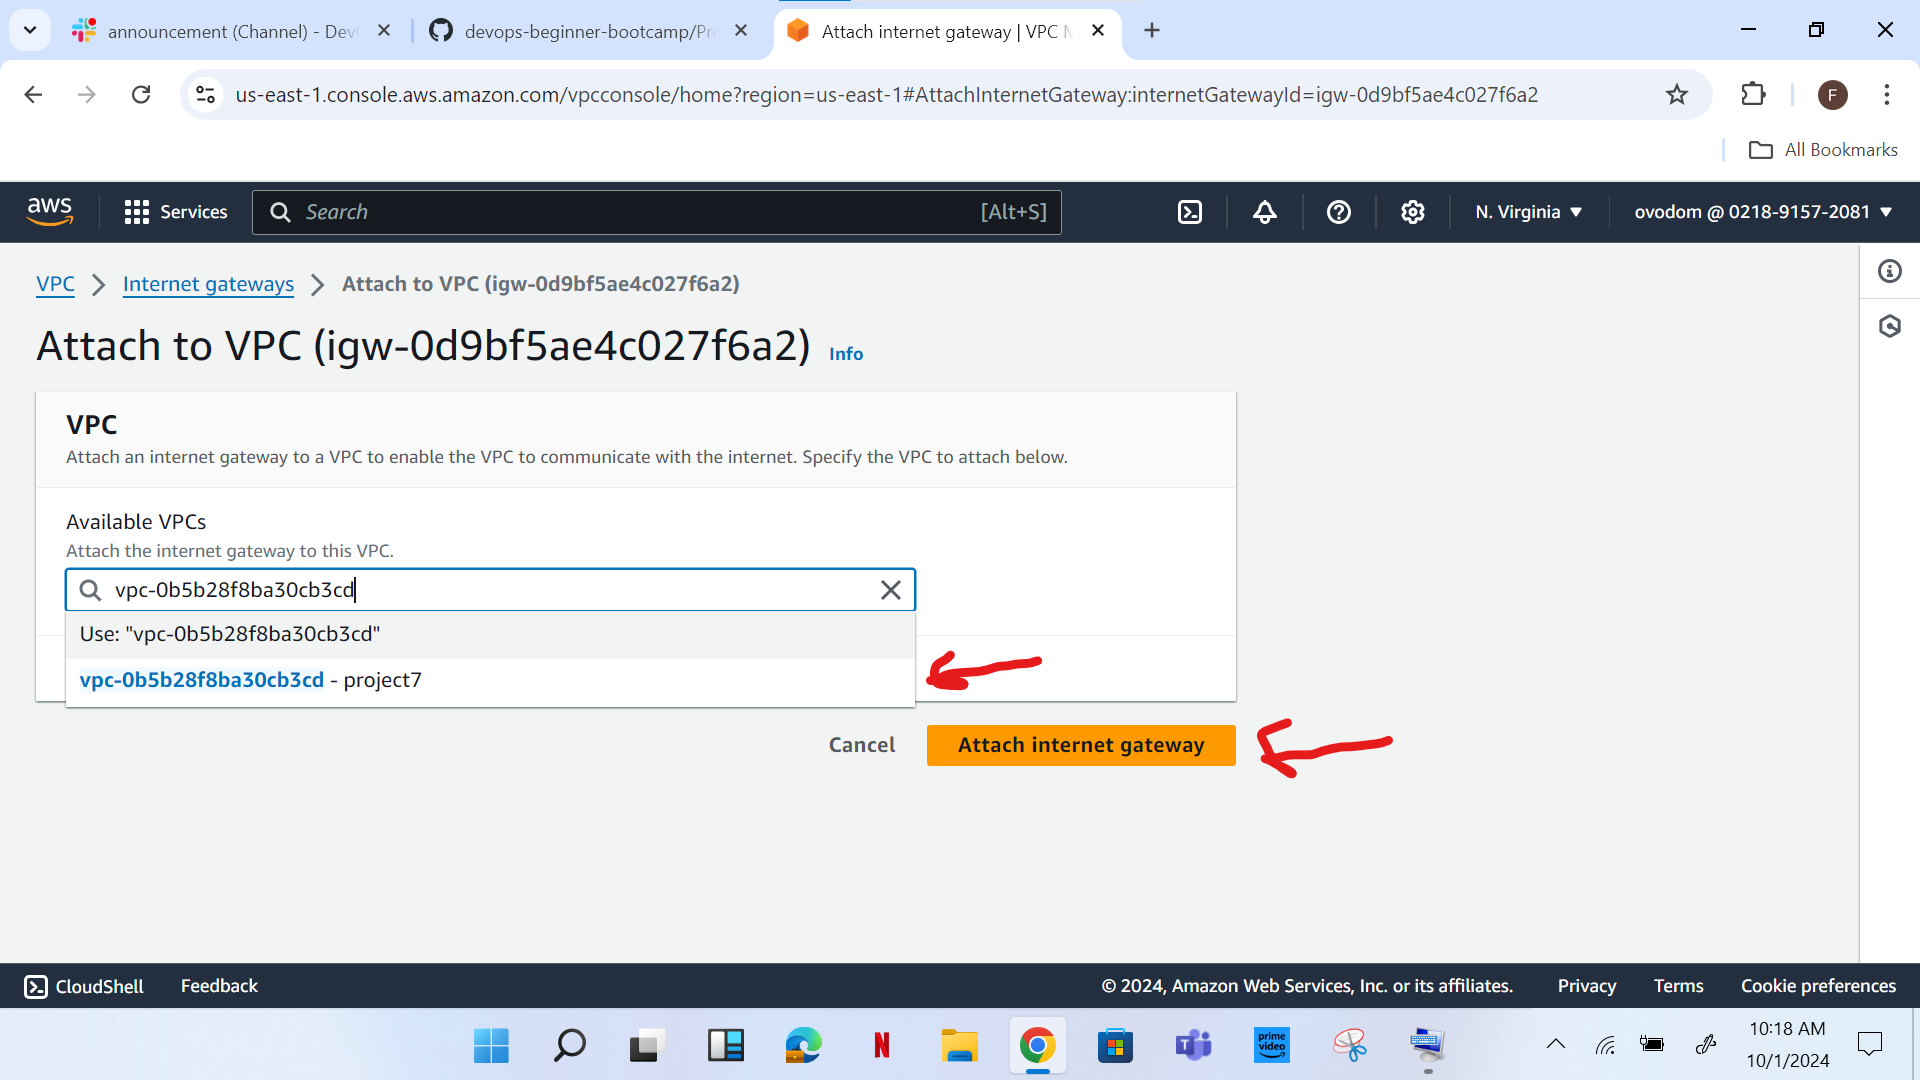 announcement (Channel) - Dev
devops-beginner-bootcamp/Pr
Attach internet gateway | VPC M
us-east-1.console.aws.amazon.com/vpcconsole/home?region=us-east-1#AttachInternetGateway:internetGatewayId=igw-0d9bf5ae4c027f6a2
F
All Bookmarks
aws
Services
Search
[Alt+S]
N. Virginia
ovodom @ 0218-9157-2081
VPC
Internet gateways
Attach to VPC (igw-0d9bf5ae4c027f6a2)
Attach to VPC (igw-0d9bf5ae4c027f6a2) Info
VPC
Attach an internet gateway to a VPC to enable the VPC to communicate with the internet. Specify the VPC to attach below.
Available VPCs
Attach the internet gateway to this VPC.
vpc-0b5b28f8ba30cb3cd
Use: "vpc-0b5b28f8ba30cb3cd"
vpc-0b5b28f8ba30cb3cd - project7
Cancel
Attach internet gateway
CloudShell
Feedback
© 2024, Amazon Web Services, Inc. or its affiliates.
Privacy
Terms
Cookie preferences
N
prime video
10:18 AM
10/1/2024